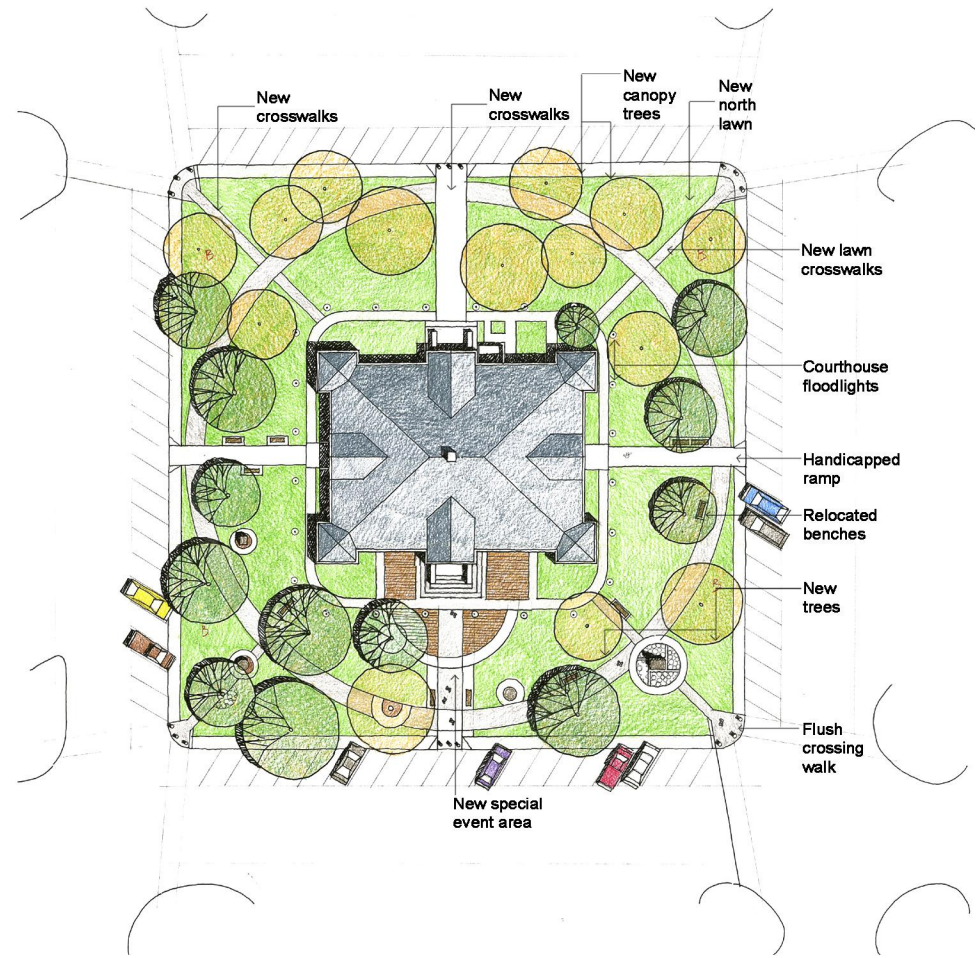 New
crosswalks
New
crosswalks
New
canopy
trees
New
north
lawn
New lawn
crosswalks
Courthouse
floodlights
Handicapped
ramp
Relocated
benches
New
trees
Flush
crossing
walk
New special
event area